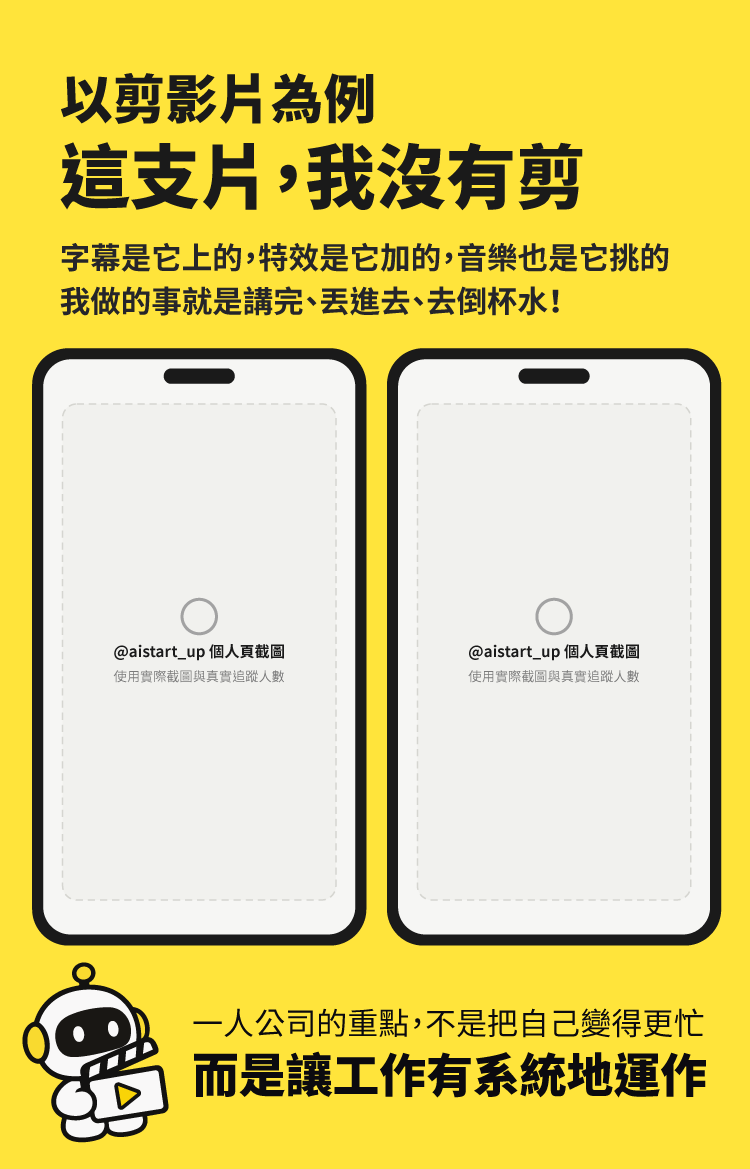 以剪影片為例
這支片，我沒有剪
字幕是它上的，特效是它加的，音樂也是它挑的
我做的事就是講完、丟進去、去倒杯水！
@aistart_up 個人頁截圖
使用實際截圖與真實追蹤人數
@aistart_up 個人頁截圖
使用實際截圖與真實追蹤人數
一人公司的重點，不是把自己變得更忙
而是讓工作有系統地運作